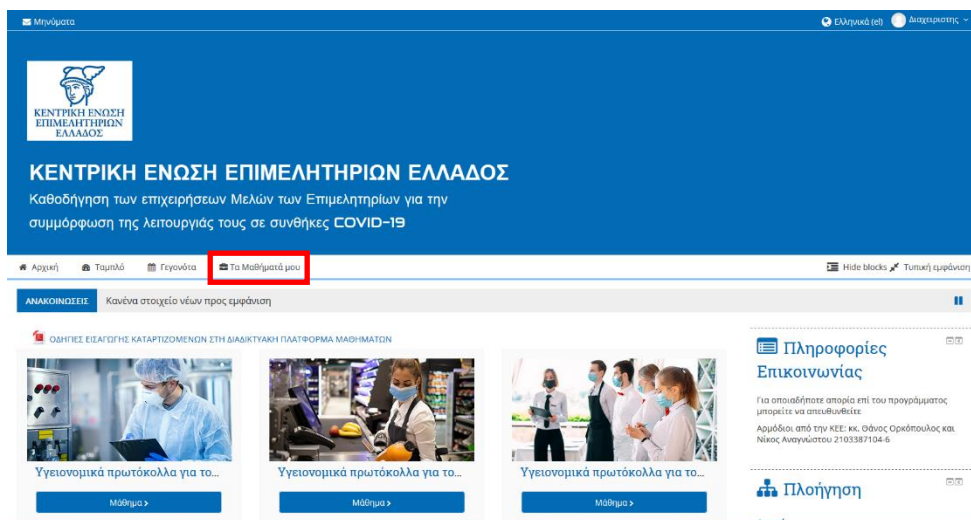 Μηνύματα
Ελληνικά (el) Διαχειριστης
ΚΕΝΤΡΙΚΗ ΕΝΩΣΗ
ΕΠΙΜΕΛΗΤΗΡΙΩΝ
ΕΛΛΑΔΟΣ
ΚΕΝΤΡΙΚΗ ΕΝΩΣΗ ΕΠΙΜΕΛΗΤΗΡΙΩΝ ΕΛΛΑΔΟΣ
Καθοδήγηση των επιχειρήσεων Μελών των Επιμελητηρίων για την
συμμόρφωση της λειτουργιάς τους σε συνθήκες COVID-19
Αρχική Ταμπλό Γεγονότα Τα Μαθήματά μου
Hide blocks Τυπική εμφάνιση
ΑΝΑΚΟΙΝΩΣΕΙΣ Κανένα στοιχείο νέων προς εμφάνιση
ΟΔΗΓΙΕΣ ΕΙΣΑΓΩΓΗΣ ΚΑΤΑΡΤΙΖΟΜΕΝΩΝ ΣΤΗ ΔΙΑΔΙΚΤΥΑΚΗ ΠΛΑΤΦΟΡΜΑ ΜΑΘΗΜΑΤΩΝ
Υγειονομικά πρωτόκολλα για το...
Μάθημα >
Υγειονομικά πρωτόκολλα για το...
Μάθημα >
Υγειονομικά πρωτόκολλα για το...
Μάθημα >
Πληροφορίες
Επικοινωνίας
Για οποιαδήποτε απορία επί του προγράμματος
μπορείτε να απευθυνθείτε
Αρμόδιοι από την ΚΕΕ: κκ. Θάνος Ορκόπουλος και
Νίκος Αναγνώστου 2103387104-6
Πλοήγηση